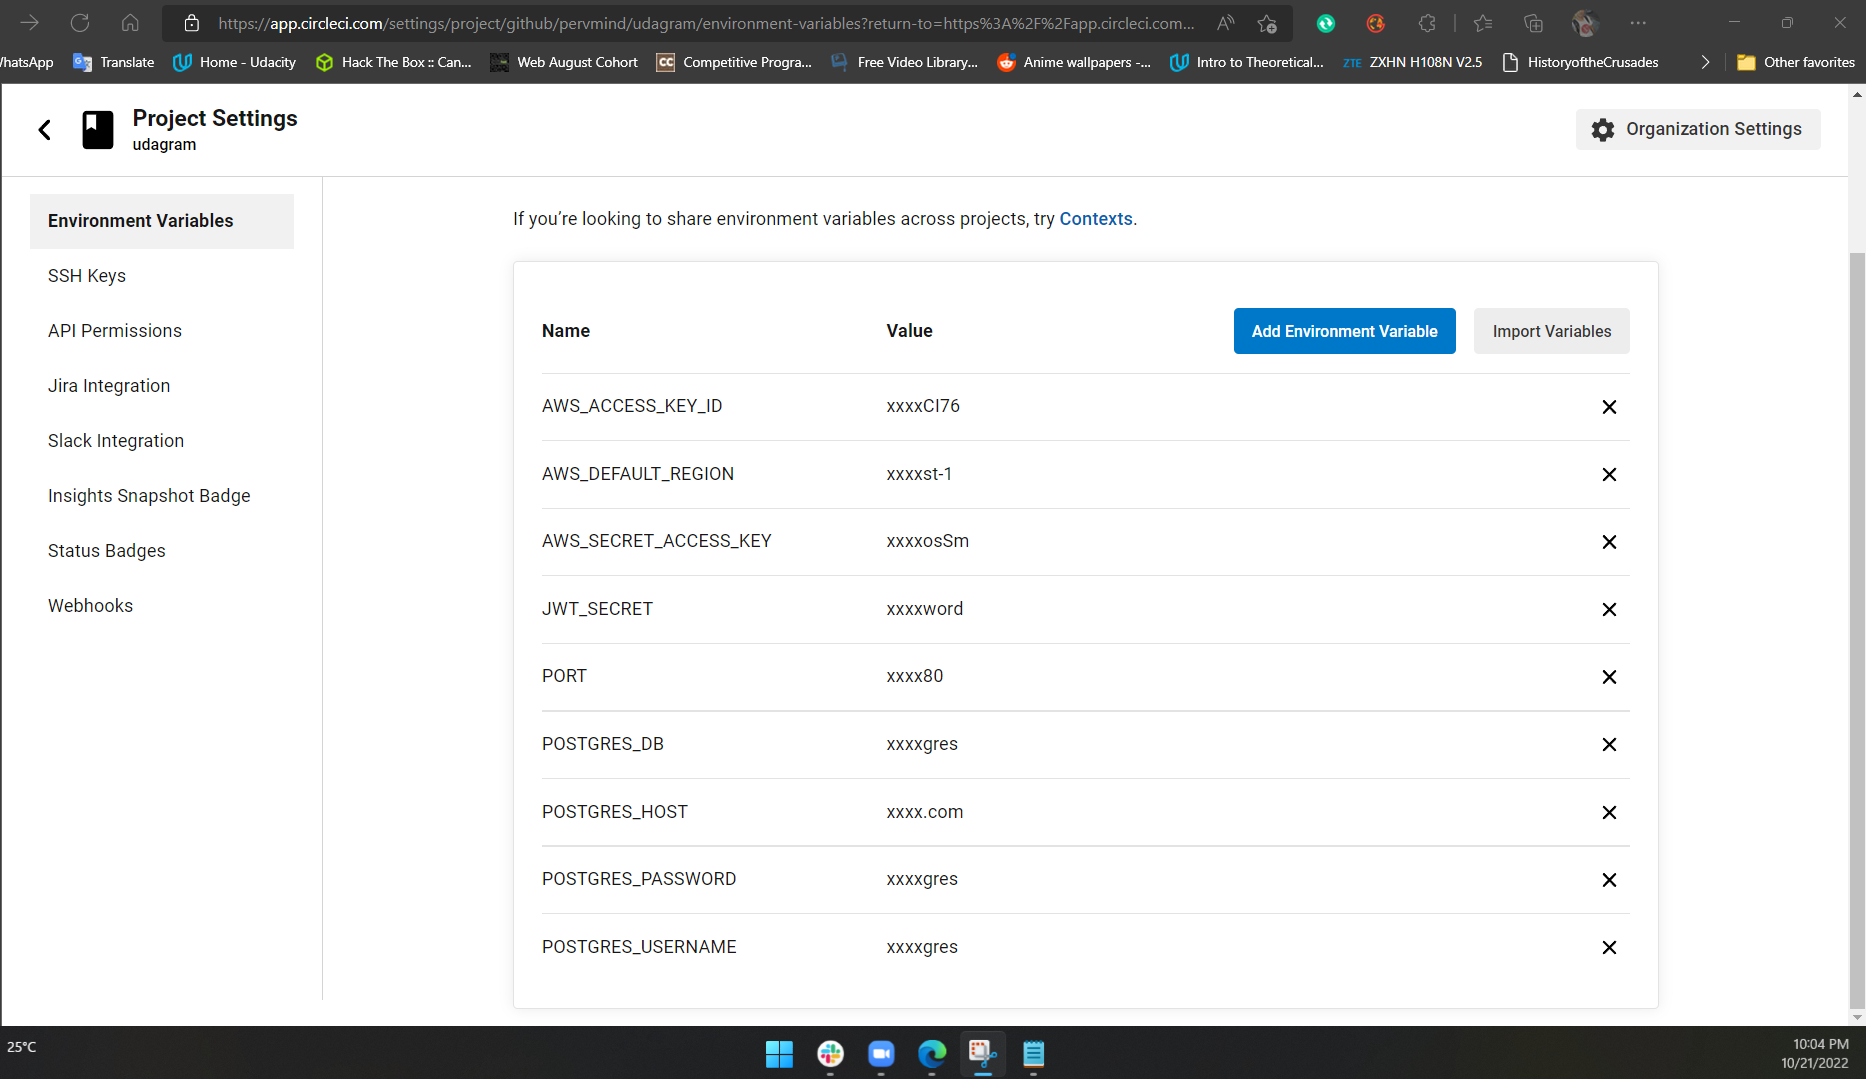 https://app.circleci.com/settings/project/github/pervmind/udagram/environment-variables?return-to=https%3A%2F%2Fapp.circleci.com...
hatsApp Translate Home - Udacity Hack The Box :: Can... Web August Cohort Competitive Progra... Free Video Library... Anime wallpapers -... Intro to Theoretical... ZTE ZXHN H108N V2.5 HistoryoftheCrusades Other favorites
Project Settings
udagram
Organization Settings
Environment Variables
SSH Keys
API Permissions
Jira Integration
Slack Integration
Insights Snapshot Badge
Status Badges
Webhooks
If you’re looking to share environment variables across projects, try Contexts.
Name Value Add Environment Variable Import Variables
AWS_ACCESS_KEY_ID xxxxCI76
AWS_DEFAULT_REGION xxxxst-1
AWS_SECRET_ACCESS_KEY xxxxosSm
JWT_SECRET xxxxword
PORT xxxx80
POSTGRES_DB xxxxgres
POSTGRES_HOST xxxx.com
POSTGRES_PASSWORD xxxxgres
POSTGRES_USERNAME xxxxgres
25°C
10:04 PM
10/21/2022